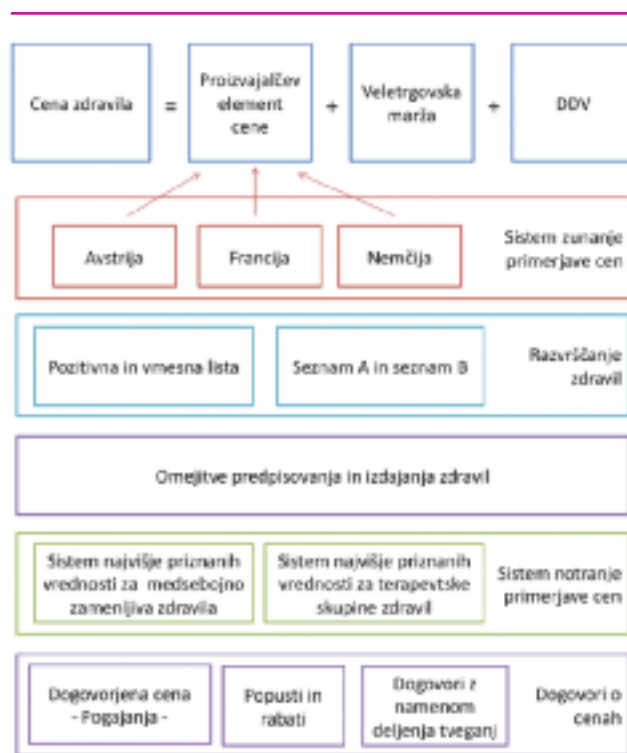 Cena zdravila
=
Proizvajalčev
element
cene
+
Veletrgovska
marža
+
DDV
Avstrija
Francija
Nemčija
Sistem zunanje
primerjave cen
Pozitivna in vmesna lista
Seznam A in seznam B
Razvrščanje
zdravil
Omejitve predpisovanja in izdajanja zdravil
Sistem najvišje priznanih
vrednosti za medsebojno
zamenljiva zdravila
Sistem najvišje priznanih
vrednosti za terapevtske
skupine zdravil
Sistem notranje
primerjave cen
Dogovorjena cena
- Pogajanja -
Popusti in
rabati
Dogovori z
namenom
deljenja tveganj
Dogovori o
cenah